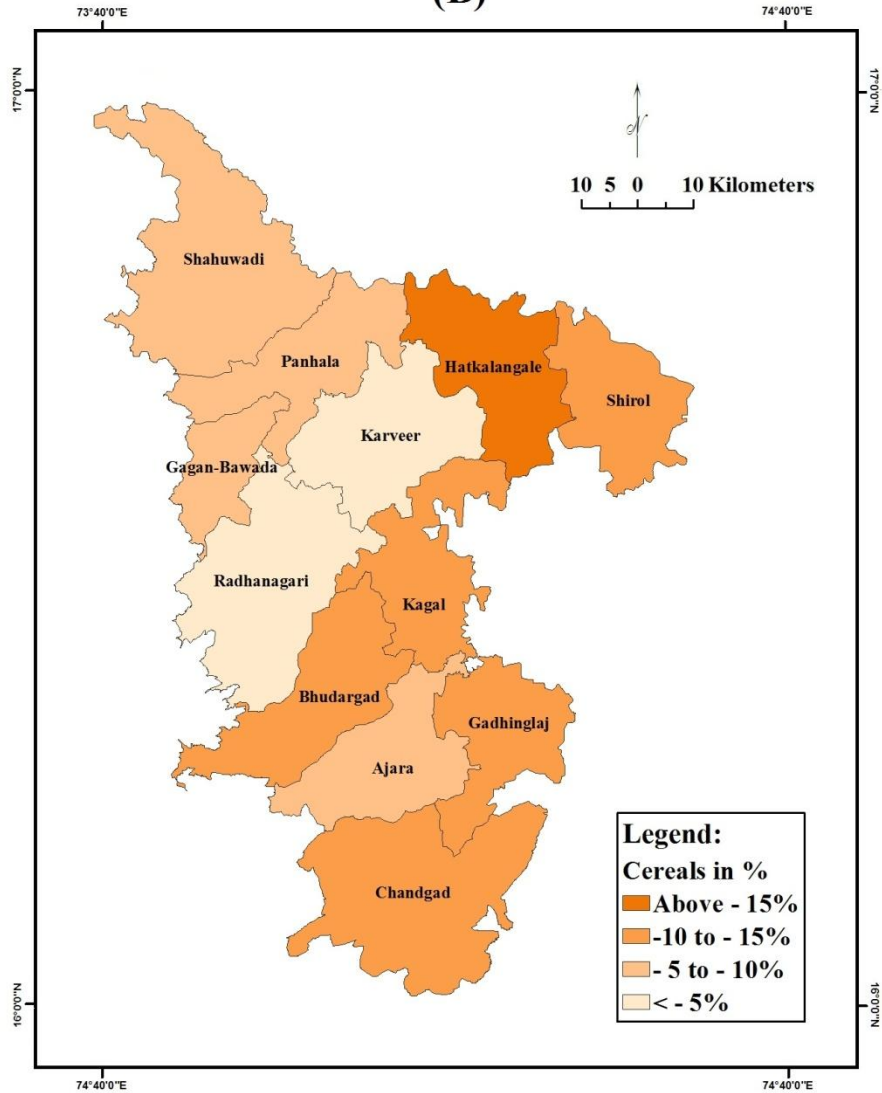 (B)
73°40'0"E 74°40'0"E
17°0'0"N 17°0'0"N
N
10 5 0 10 Kilometers
Shahuwadi
Panhala
Hatkalangale
Shirol
Karveer
Gagan-Bawada
Radhanagari
Kagal
Bhudargad
Gadhinglaj
Ajara
Chandgad
Legend:
Cereals in %
Above - 15%
-10 to - 15%
- 5 to - 10%
< - 5%
16°0'0"N 16°0'0"N
74°40'0"E 74°40'0"E